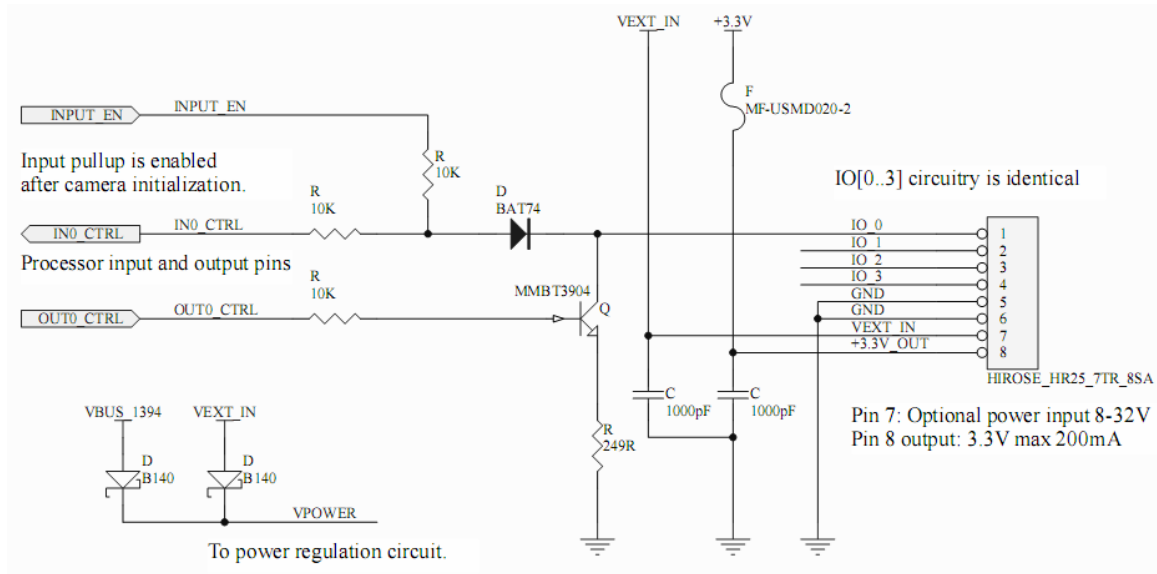 VEXT_IN
+3.3V
F
MF-USMD020-2
INPUT_EN
INPUT_EN
Input pullup is enabled
after camera initialization.
R
10K
IO[0..3] circuitry is identical
R
10K
D
BAT74
IN0_CTRL
IN0_CTRL
Processor input and output pins
R
10K
MMBT3904
Q
OUT0_CTRL
OUT0_CTRL
IO_0
1
IO_1
2
IO_2
3
IO_3
4
GND
5
GND
6
VEXT_IN
7
+3.3V_OUT
8
HIROSE_HR25_7TR_8SA
C
1000pF
C
1000pF
Pin 7: Optional power input 8-32V
Pin 8 output: 3.3V max 200mA
R
249R
VBUS_1394
VEXT_IN
D
B140
D
B140
VPOWER
To power regulation circuit.